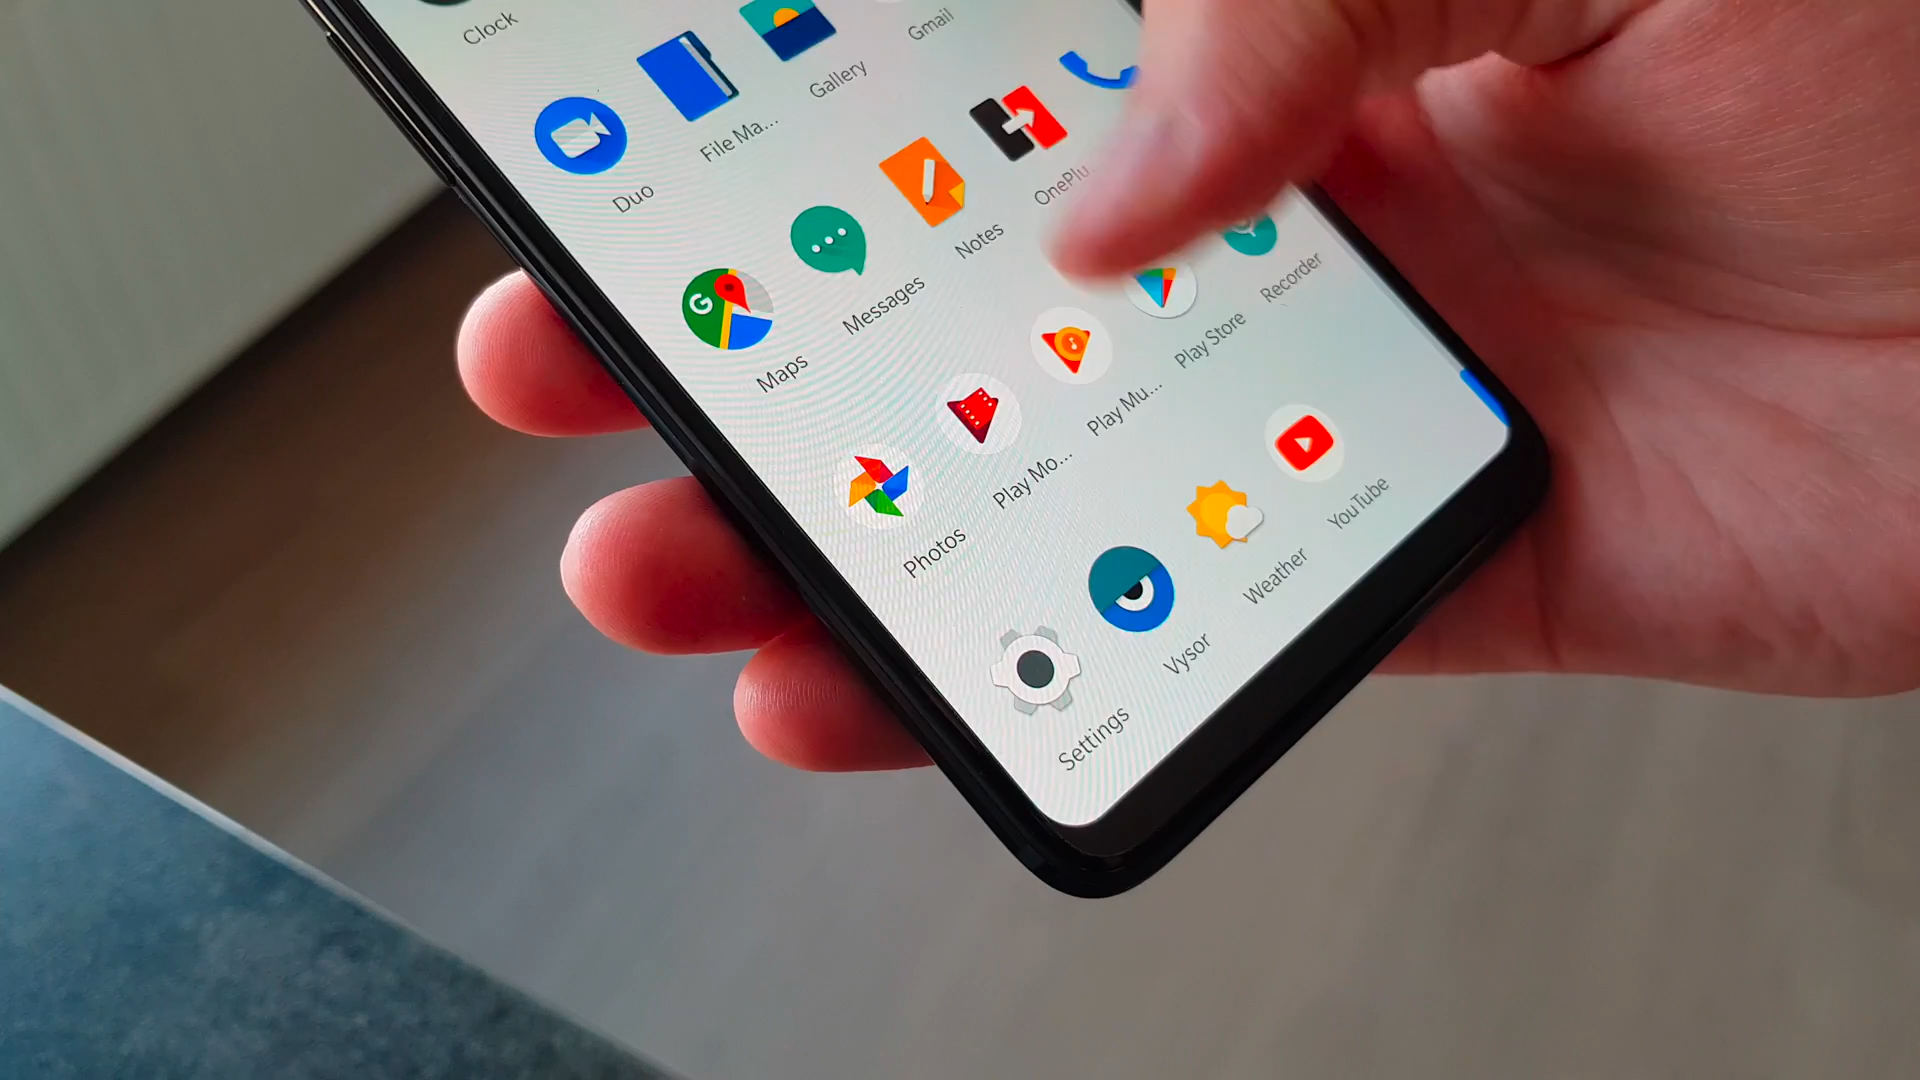 Clock
Duo
File Ma...
Gallery
Gmail
Maps
Messages
Notes
OnePlu...
Photos
Play Mo...
Play Mu...
Play Store
Recorder
Settings
Vysor
Weather
YouTube